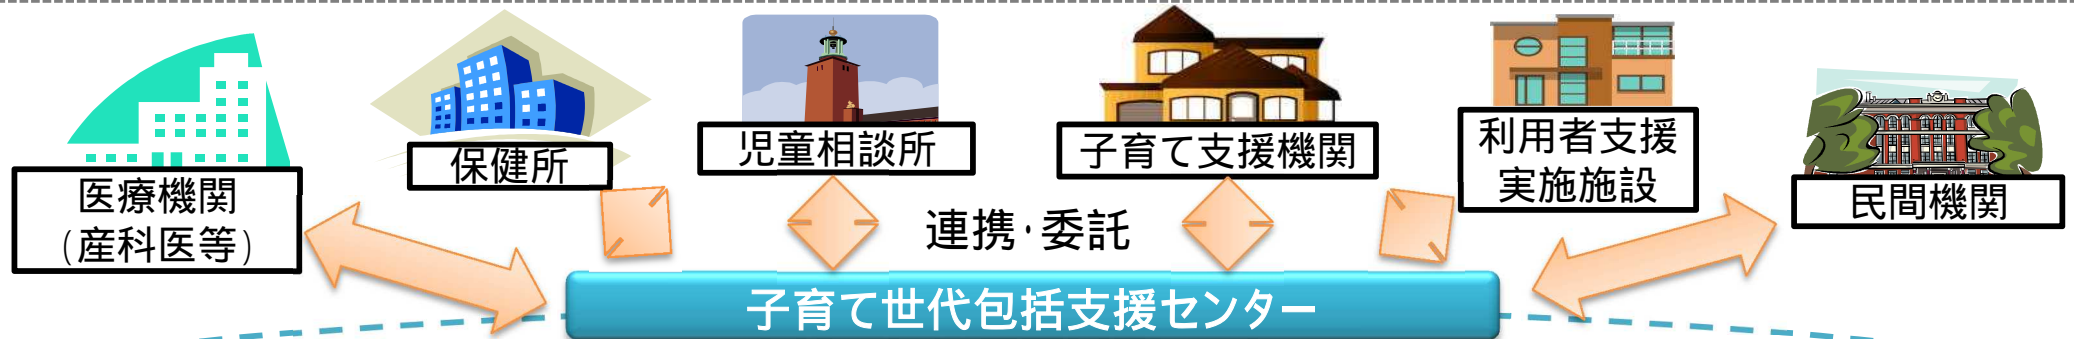 医療機関
(産科医等)
保健所
児童相談所
子育て支援機関
利用者支援
実施施設
民間機関
連携・委託
子育て世代包括支援センター